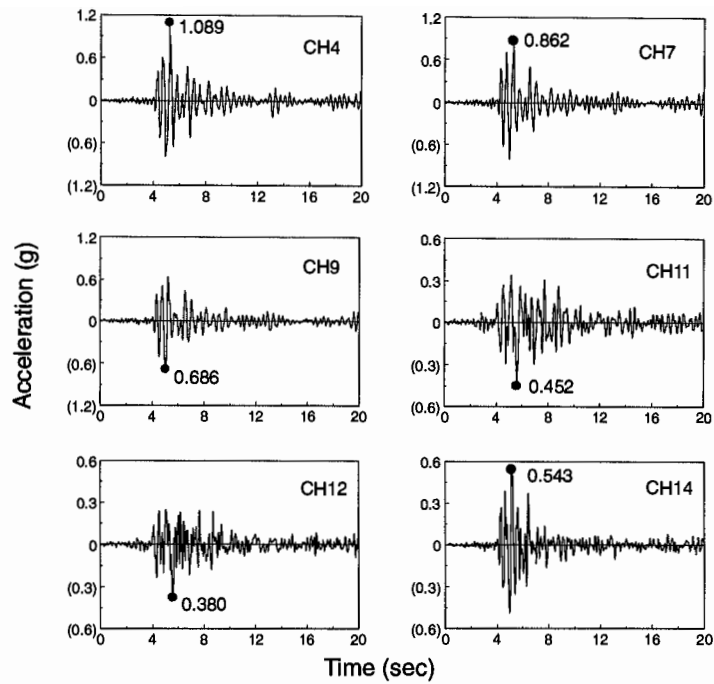 Acceleration (g)
1.2
0.6
0
(0.6)
(1.2)
1.089
CH4
0 4 8 12 16 20
1.2
0.6
0
(0.6)
(1.2)
0.862
CH7
0 4 8 12 16 20
1.2
0.6
0
(0.6)
(1.2)
CH9
0.686
0 4 8 12 16 20
0.6
0.3
0
(0.3)
(0.6)
CH11
0.452
0 4 8 12 16 20
0.6
0.3
0
(0.3)
(0.6)
CH12
0.380
0 4 8 12 16 20
0.6
0.3
0
(0.3)
(0.6)
0.543
CH14
0 4 8 12 16 20
Time (sec)